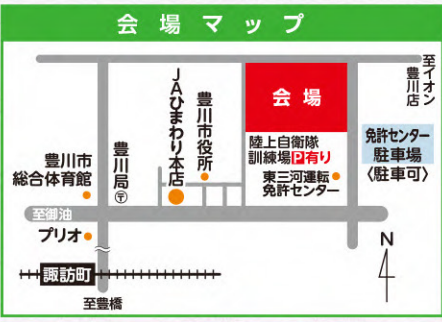 会場マップ
至イオン
豊川店
会場
JAひまわり本店
豊川市役所
陸上自衛隊
訓練場P有り
免許センター
駐車場
〈駐車可〉
豊川市
総合体育館
豊川局〒
東三河運転
免許センター
至御油
プリオ
N
諏訪町
至豊橋